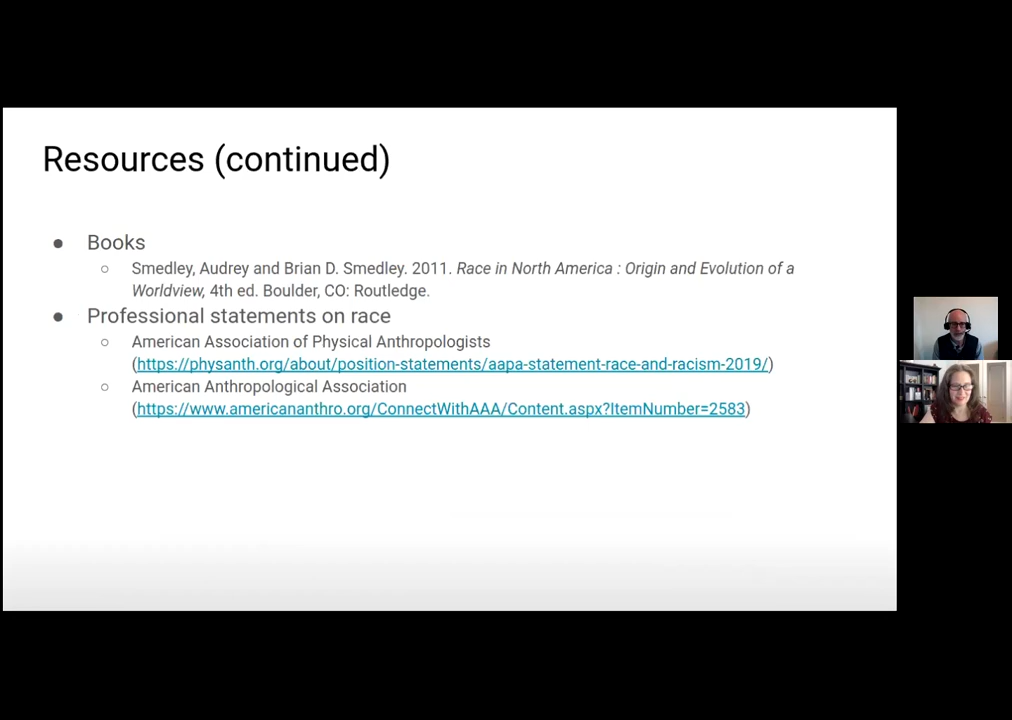 Resources (continued)
● Books
○ Smedley, Audrey and Brian D. Smedley. 2011. Race in North America : Origin and Evolution of a
Worldview, 4th ed. Boulder, CO: Routledge.
● Professional statements on race
○ American Association of Physical Anthropologists
(https://physanth.org/about/position-statements/aapa-statement-race-and-racism-2019/)
○ American Anthropological Association
(https://www.americananthro.org/ConnectWithAAA/Content.aspx?ItemNumber=2583)